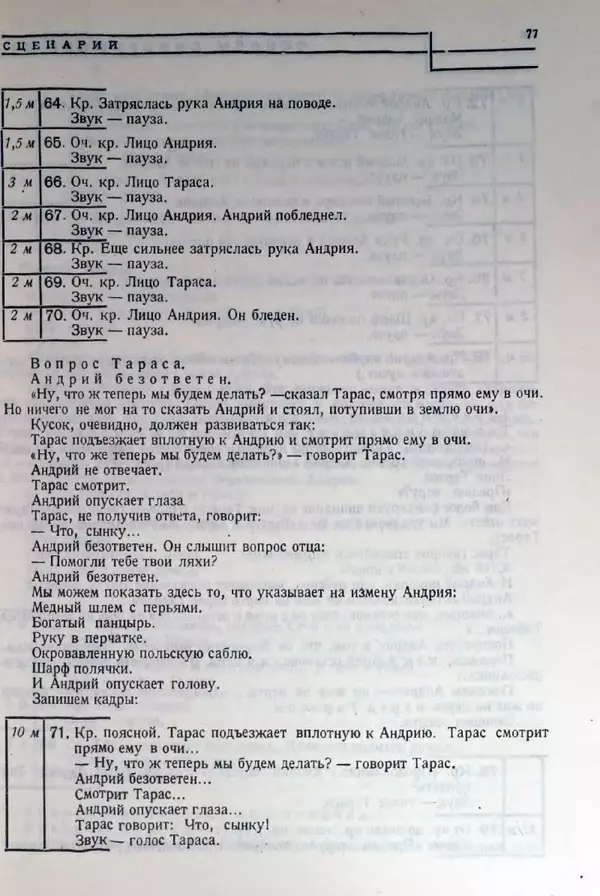 77
СЦЕНАРИЙ
1,5 м 64. Кр. Затряслась рука Андрия на поводе.
Звук — пауза.
1,5 м 65. Оч. кр. Лицо Андрия.
Звук — пауза.
3 м 66. Оч. кр. Лицо Тараса.
Звук — пауза.
2 м 67. Оч. кр. Лицо Андрия. Андрий побледнел.
Звук — пауза.
2 м 68. Кр. Еще сильнее затряслась рука Андрия.
Звук — пауза.
2 м 69. Оч. кр. Лицо Тараса.
Звук — пауза.
2 м 70. Оч. кр. Лицо Андрия. Он бледен.
Звук — пауза.
Вопрос Тараса.
Андрий безответен.
«Ну, что ж теперь мы будем делать? —сказал Тарас, смотря прямо ему в очи.
Но ничего не мог на то сказать Андрий и стоял, потупивши в землю очи».
Кусок, очевидно, должен развиваться так:
Тарас подъезжает вплотную к Андрию и смотрит прямо ему в очи.
«Ну, что же теперь мы будем делать?» — говорит Тарас.
Андрий не отвечает.
Тарас смотрит.
Андрий опускает глаза
Тарас, не получив ответа, говорит:
— Что, сынку...
Андрий безответен. Он слышит вопрос отца:
— Помогли тебе твои ляхи?
Андрий безответен.
Мы можем показать здесь то, что указывает на измену Андрия:
Медный шлем с перьями.
Богатый панцырь.
Руку в перчатке.
Окровавленную польскую саблю.
Шарф полячки.
И Андрий опускает голову.
Запишем кадры:
10 м 71. Кр. поясной. Тарас подъезжает вплотную к Андрию. Тарас смотрит
прямо ему в очи...
— Ну, что ж теперь мы будем делать? — говорит Тарас.
Андрий безответен...
Смотрит Тарас...
Андрий опускает глаза...
Тарас говорит: Что, сынку!
Звук— голос Тараса.